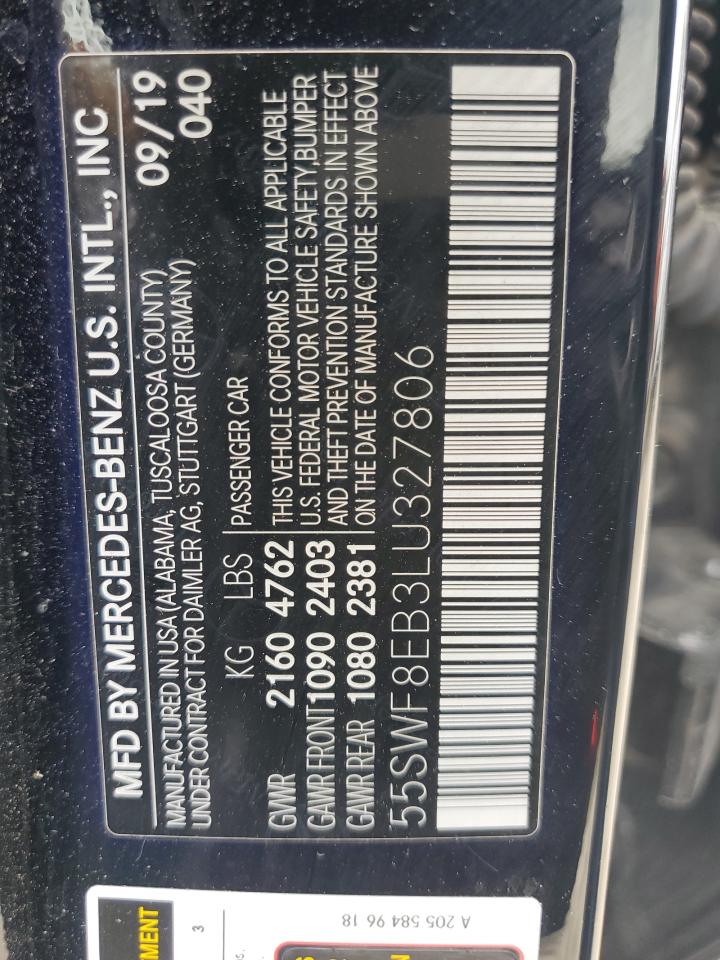 MFD BY MERCEDES-BENZ U.S. INTL., INC
MANUFACTURED IN USA (ALABAMA, TUSCALOOSA COUNTY) 09/19
UNDER CONTRACT FOR DAIMLER AG, STUTTGART (GERMANY) 040
KG LBS PASSENGER CAR
GVWR 2160 4762 THIS VEHICLE CONFORMS TO ALL APPLICABLE
GAWR FRONT 1090 2403 U.S. FEDERAL MOTOR VEHICLE SAFETY,BUMPER
GAWR REAR 1080 2381 AND THEFT PREVENTION STANDARDS IN EFFECT
ON THE DATE OF MANUFACTURE SHOWN ABOVE
55SWF8EB3LU327806
MENT
3
A 205 584 96 18